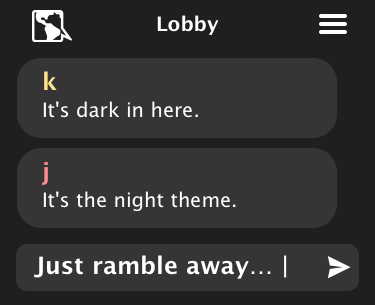 Lobby
k
It's dark in here.
j
It's the night theme.
Just ramble away... |